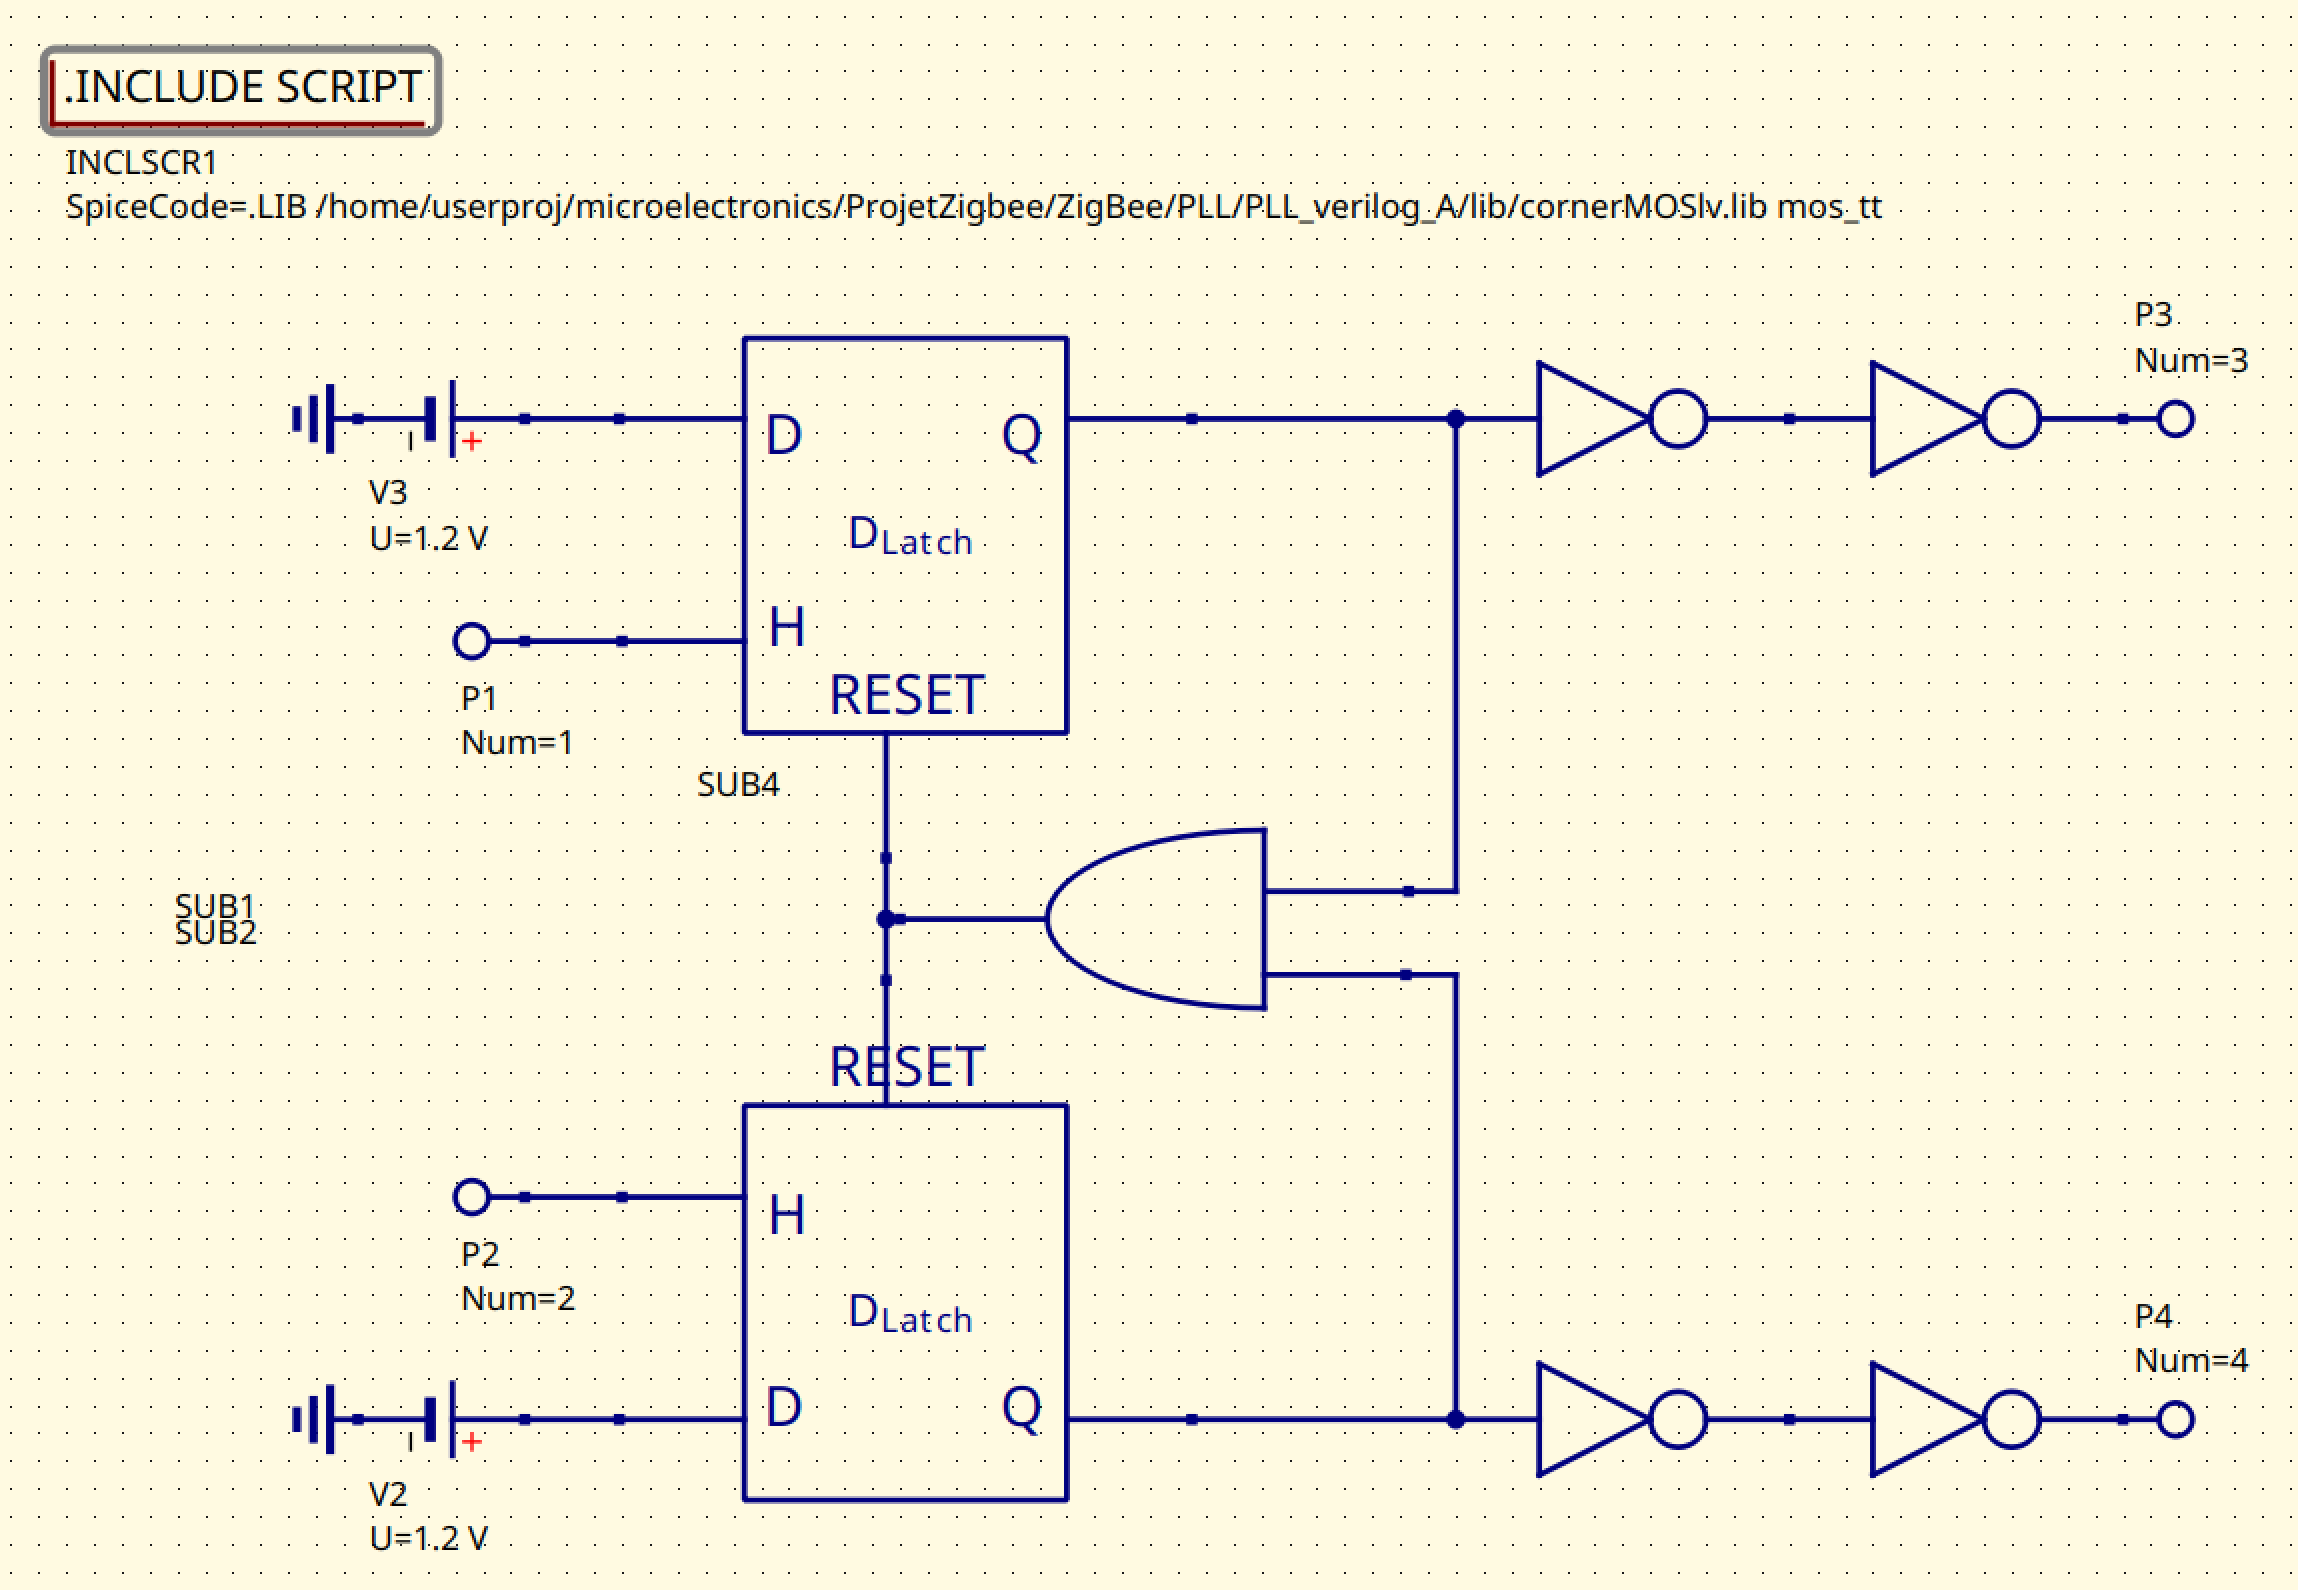 .INCLUDE SCRIPT
INCLSCR1
SpiceCode=.LIB /home/userproj/microelectronics/ProjetZigbee/ZigBee/PLL/PLL_verilog_A/lib/cornerMOSlv.lib mos_tt
P3
Num=3
D
Q
+
V3
U=1.2 V
DLatch
H
RESET
P1
Num=1
SUB4
SUB1
SUB2
RESET
H
P2
Num=2
DLatch
P4
Num=4
D
Q
+
V2
U=1.2 V